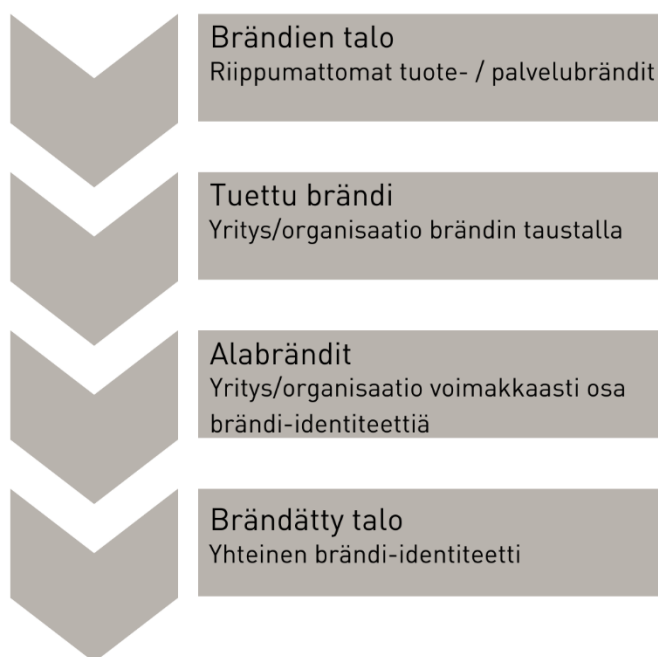 Brändien talo
Riippumattomat tuote- / palvelubrändit
Tuettu brändi
Yritys/organisaatio brändin taustalla
Alabrändit
Yritys/organisaatio voimakkaasti osa
brändi-identiteettiä
Brändätty talo
Yhteinen brändi-identiteetti